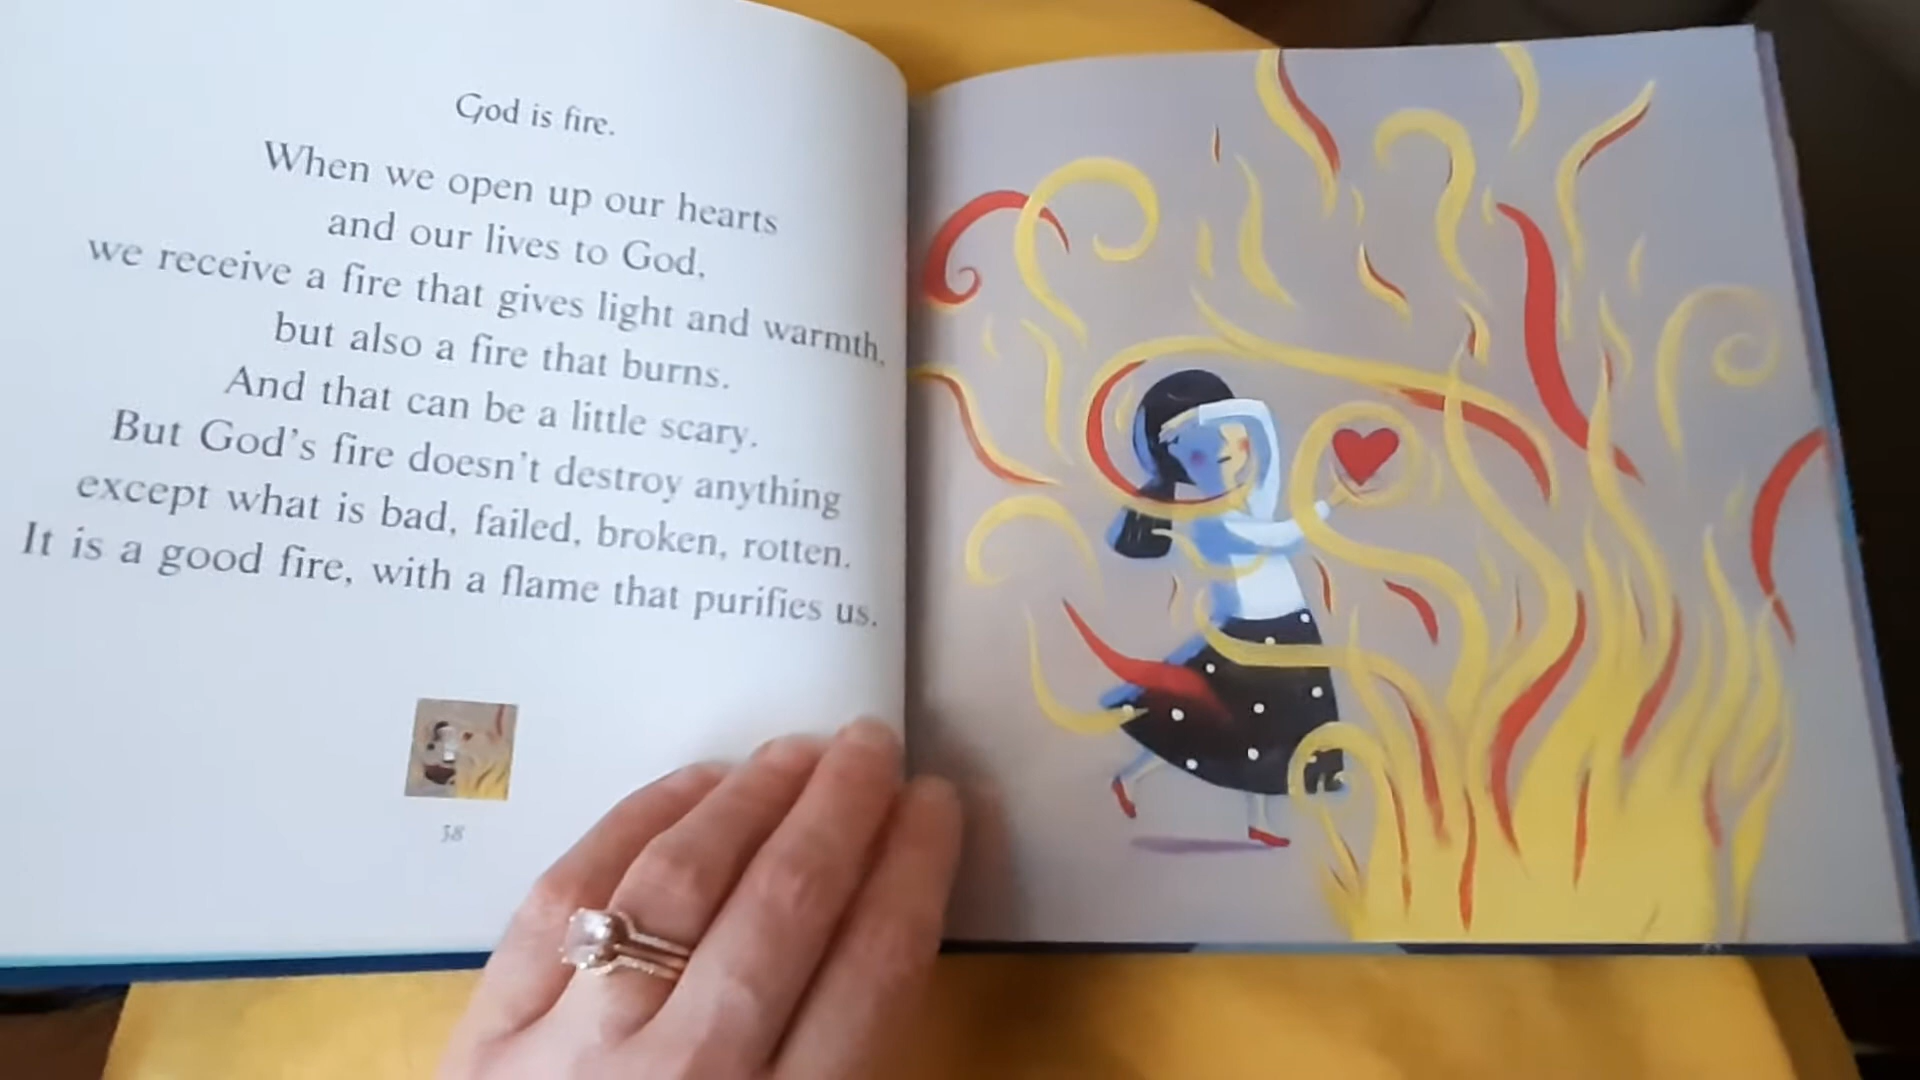 God is fire.
When we open up our hearts
and our lives to God,
we receive a fire that gives light and warmth,
but also a fire that burns.
And that can be a little scary.
But God's fire doesn't destroy anything
except what is bad, failed, broken, rotten.
It is a good fire, with a flame that purifies us.
38